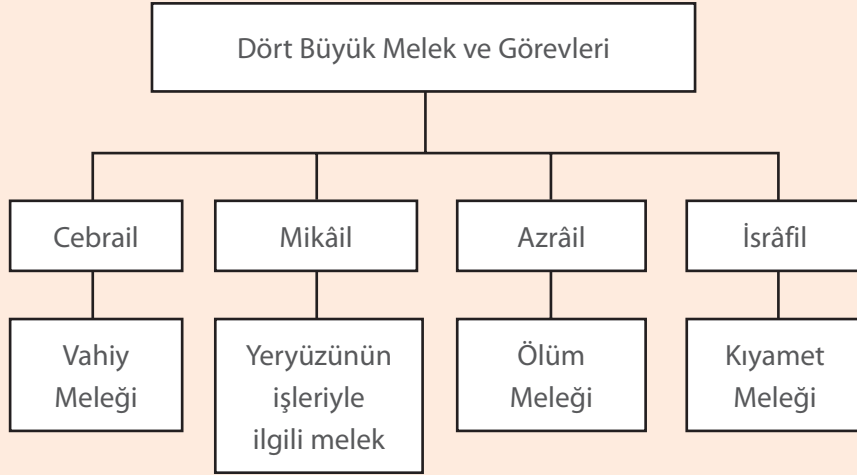 Dört Büyük Melek ve Görevleri
Cebrail
Mikâil
Azrâil
İsrâfil
Vahiy
Meleği
Yeryüzünün
işleriyle
ilgili melek
Ölüm
Meleği
Kıyamet
Meleği